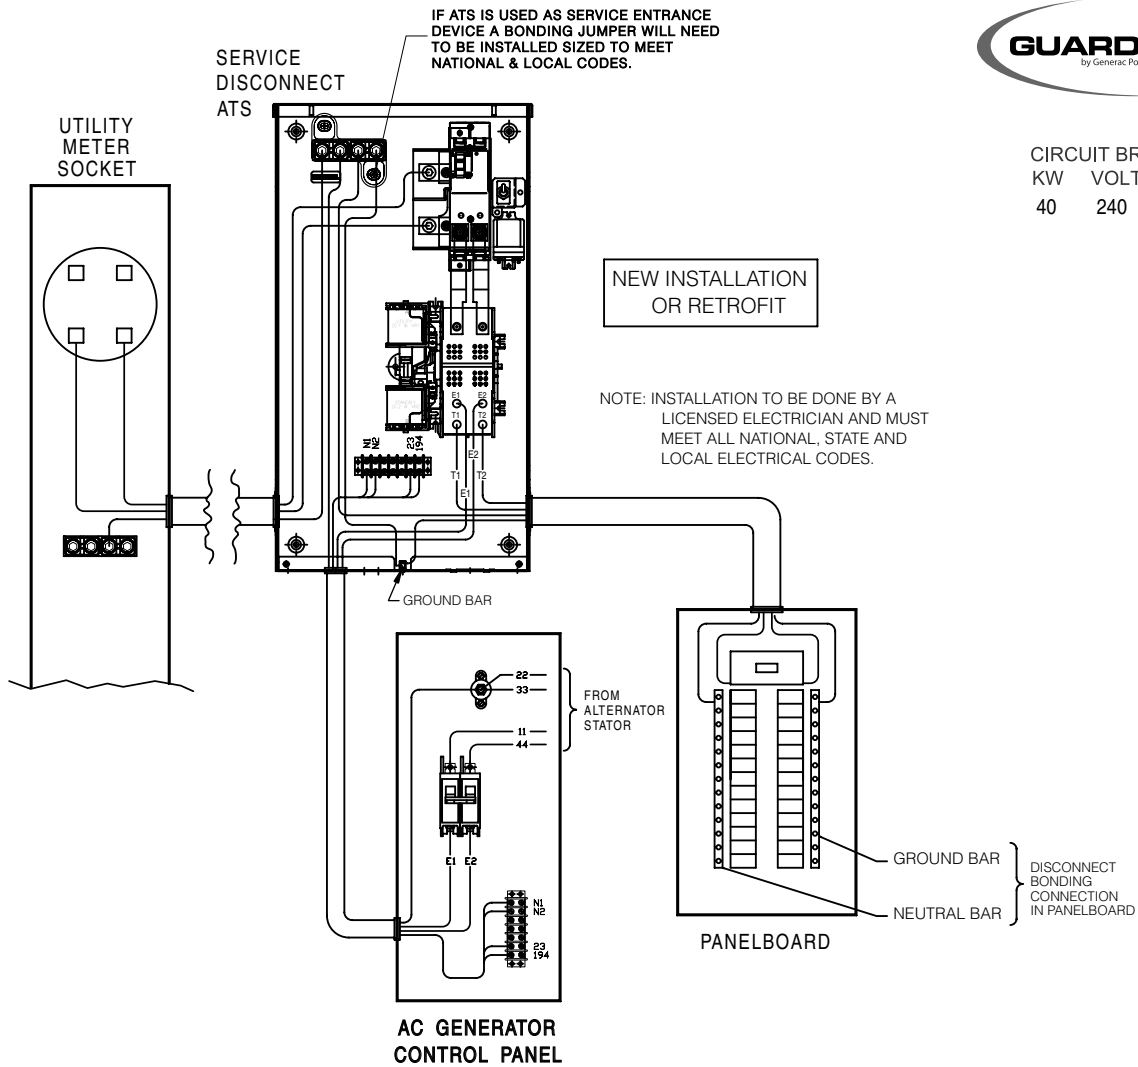 IF ATS IS USED AS SERVICE ENTRANCE
DEVICE A BONDING JUMPER WILL NEED
TO BE INSTALLED SIZED TO MEET
NATIONAL & LOCAL CODES.
SERVICE
DISCONNECT
ATS
UTILITY
METER
SOCKET
GUARD
by Generac Po
CIRCUIT BR
KW VOLT
40 240
NEW INSTALLATION
OR RETROFIT
NOTE: INSTALLATION TO BE DONE BY A
LICENSED ELECTRICIAN AND MUST
MEET ALL NATIONAL, STATE AND
LOCAL ELECTRICAL CODES.
E1 E2
T1 T2
N1
N2
23
194
E2
T1 T2
E1
GROUND BAR
22
33
11
44
FROM
ALTERNATOR
STATOR
E1 E2
N1
N2
23
194
AC GENERATOR
CONTROL PANEL
GROUND BAR
NEUTRAL BAR
DISCONNECT
BONDING
CONNECTION
IN PANELBOARD
PANELBOARD